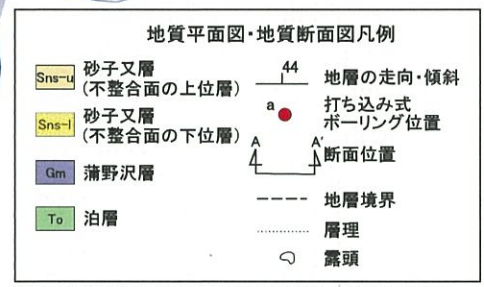 地質平面図・地質断面図凡例
Sns-u 砂子又層
(不整合面の上位層)
Sns-l 砂子又層
(不整合面の下位層)
Gm 蒲野沢層
To 泊層
44 地層の走向・傾斜
a 打ち込み式
ボーリング位置
A A' 断面位置
地層境界
層理
露頭